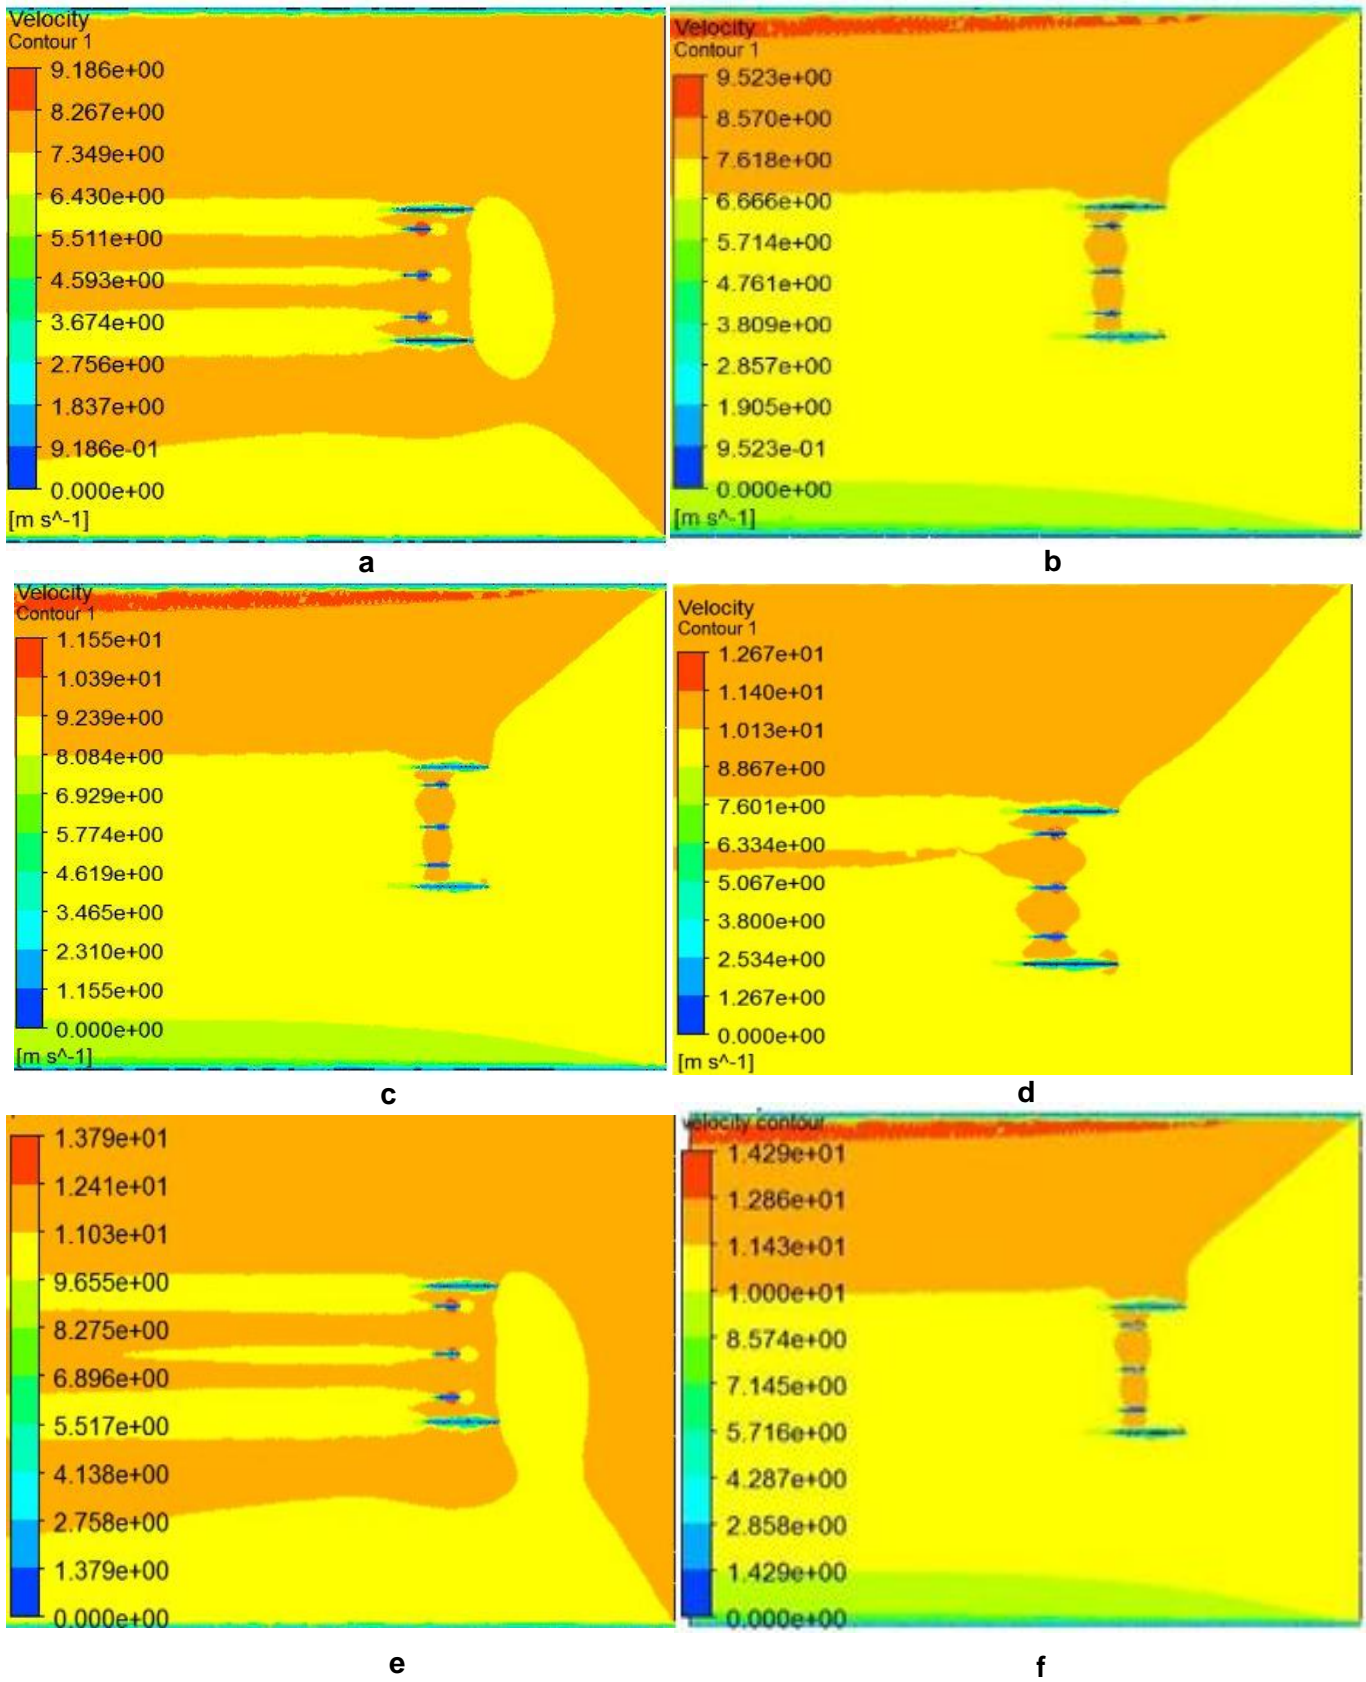 Velocity
Contour 1
9.186e+00
8.267e+00
7.349e+00
6.430e+00
5.511e+00
4.593e+00
3.674e+00
2.756e+00
1.837e+00
9.186e-01
0.000e+00
[m s^-1]
a
Velocity
Contour 1
9.523e+00
8.570e+00
7.618e+00
6.666e+00
5.714e+00
4.761e+00
3.809e+00
2.857e+00
1.905e+00
9.523e-01
0.000e+00
[m s^-1]
b
Velocity
Contour 1
1.155e+01
1.039e+01
9.239e+00
8.084e+00
6.929e+00
5.774e+00
4.619e+00
3.465e+00
2.310e+00
1.155e+00
0.000e+00
[m s^-1]
c
Velocity
Contour 1
1.267e+01
1.140e+01
1.013e+01
8.867e+00
7.601e+00
6.334e+00
5.067e+00
3.800e+00
2.534e+00
1.267e+00
0.000e+00
[m s^-1]
d
1.379e+01
1.241e+01
1.103e+01
9.655e+00
8.275e+00
6.896e+00
5.517e+00
4.138e+00
2.758e+00
1.379e+00
0.000e+00
e
velocity contour
1.429e+01
1.286e+01
1.143e+01
1.000e+01
8.574e+00
7.145e+00
5.716e+00
4.287e+00
2.858e+00
1.429e+00
0.000e+00
f